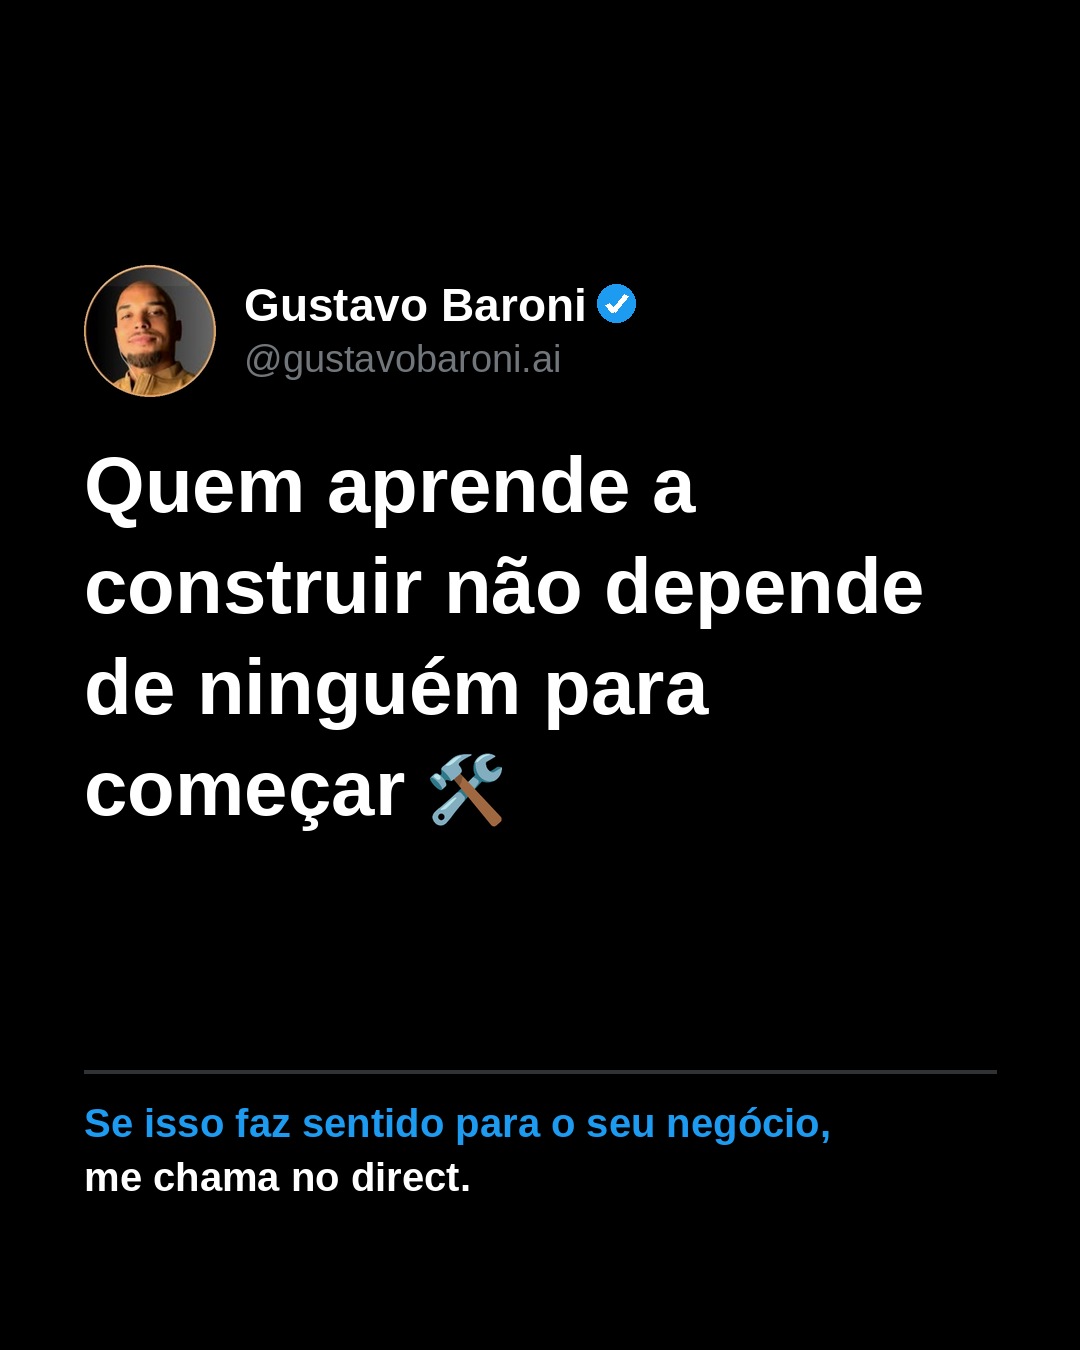 Gustavo Baroni
@gustavobaroni.ai
Quem aprende a
construir não depende
de ninguém para
começar 🛠️
Se isso faz sentido para o seu negócio,
me chama no direct.